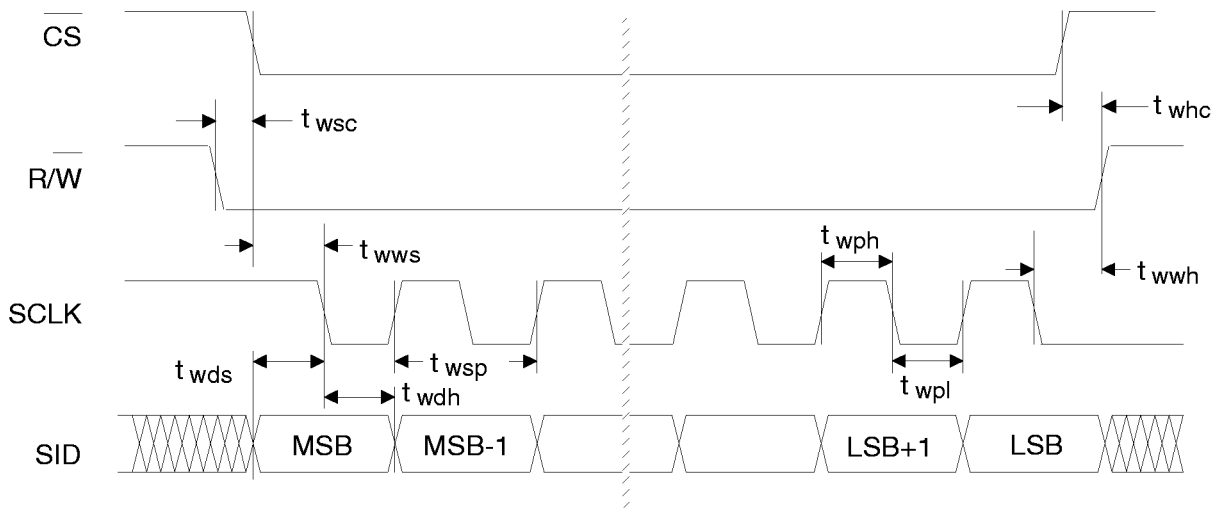 CS
t wsc
t whc
R/W
t wws
t wph
t wwh
SCLK
t wds
t wsp
t wdh
t wpl
SID
MSB
MSB-1
LSB+1
LSB